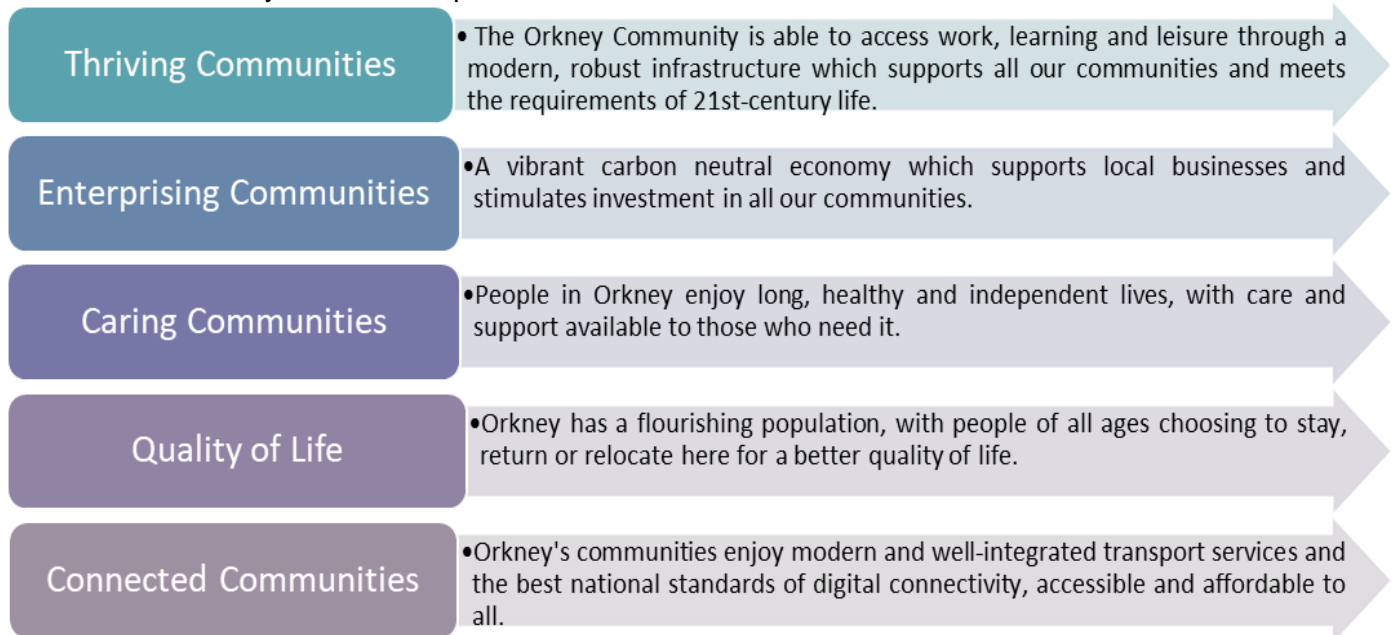 Thriving Communities
• The Orkney Community is able to access work, learning and leisure through a
modern, robust infrastructure which supports all our communities and meets
the requirements of 21st-century life.
Enterprising Communities
•A vibrant carbon neutral economy which supports local businesses and
stimulates investment in all our communities.
Caring Communities
•People in Orkney enjoy long, healthy and independent lives, with care and
support available to those who need it.
Quality of Life
•Orkney has a flourishing population, with people of all ages choosing to stay,
return or relocate here for a better quality of life.
Connected Communities
•Orkney's communities enjoy modern and well-integrated transport services and
the best national standards of digital connectivity, accessible and affordable to
all.